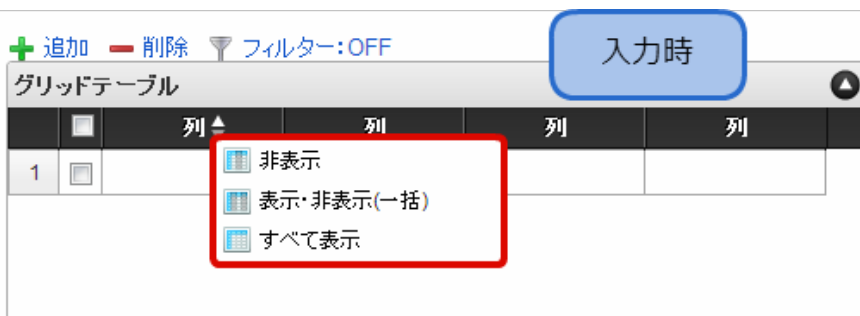 追加 削除 フィルター:OFF
入力時
グリッドテーブル
列 列 列 列
1
非表示
表示・非表示(一括)
すべて表示